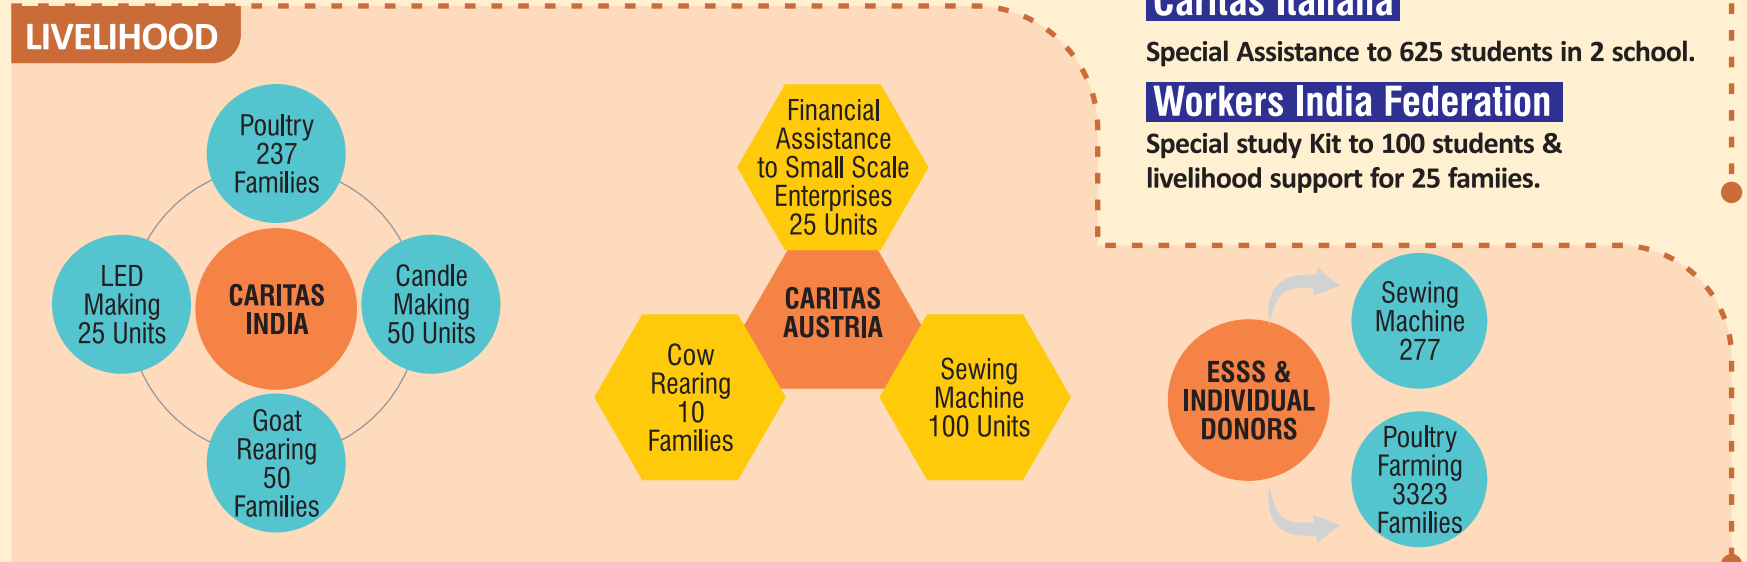 LIVELIHOOD
Poultry
237
Families
LED
Making
25 Units
CARITAS
INDIA
Candle
Making
50 Units
Goat
Rearing
50
Families
Financial
Assistance
to Small Scale
Enterprises
25 Units
CARITAS
AUSTRIA
Cow
Rearing
10
Families
Sewing
Machine
100 Units
Caritas Italiana
Special Assistance to 625 students in 2 school.
Workers India Federation
Special study Kit to 100 students &
livelihood support for 25 famiies.
ESSS &
INDIVIDUAL
DONORS
Sewing
Machine
277
Poultry
Farming
3323
Families